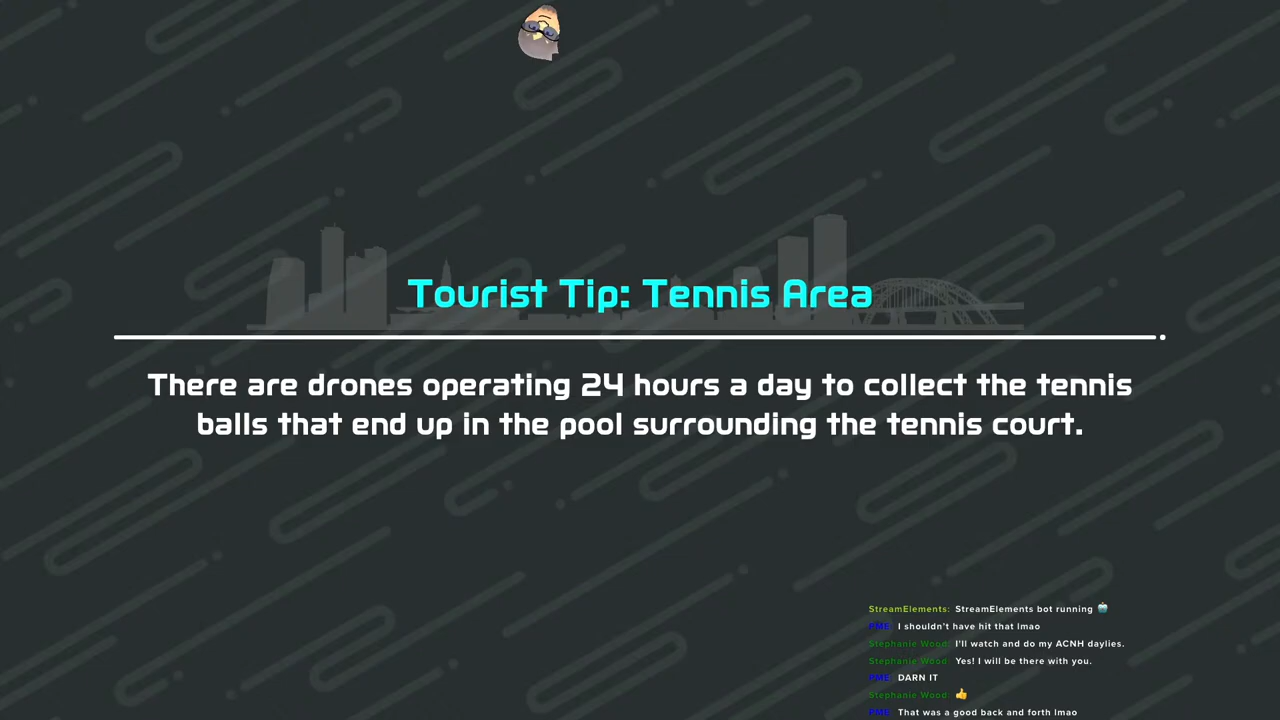 Tourist Tip: Tennis Area
There are drones operating 24 hours a day to collect the tennis
balls that end up in the pool surrounding the tennis court.
StreamElements: StreamElements bot running 🤖
PME: I shouldn't have hit that lmao
Stephanie Wood: I'll watch and do my ACNH daylies.
Stephanie Wood: Yes! I will be there with you.
PME: DARN IT
Stephanie Wood: 👍
PME: That was a good back and forth lmao